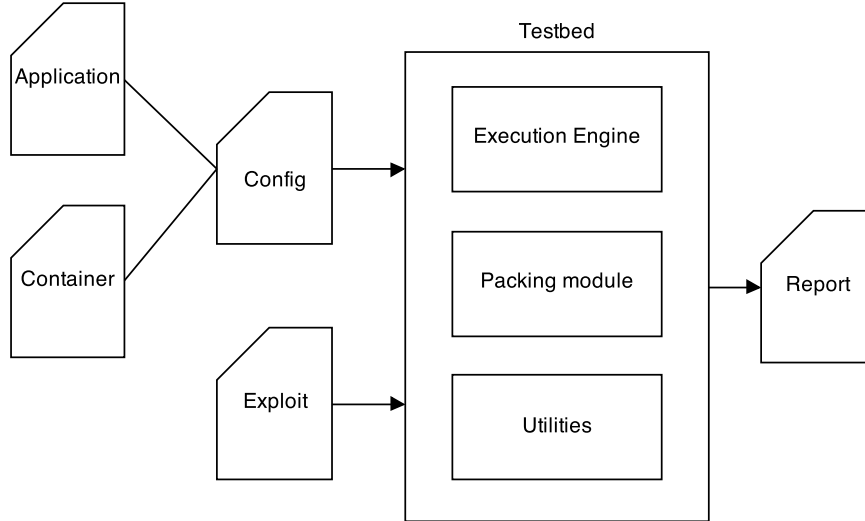 Testbed
Application
Execution Engine
Config
Container
Packing module
Report
Exploit
Utilities